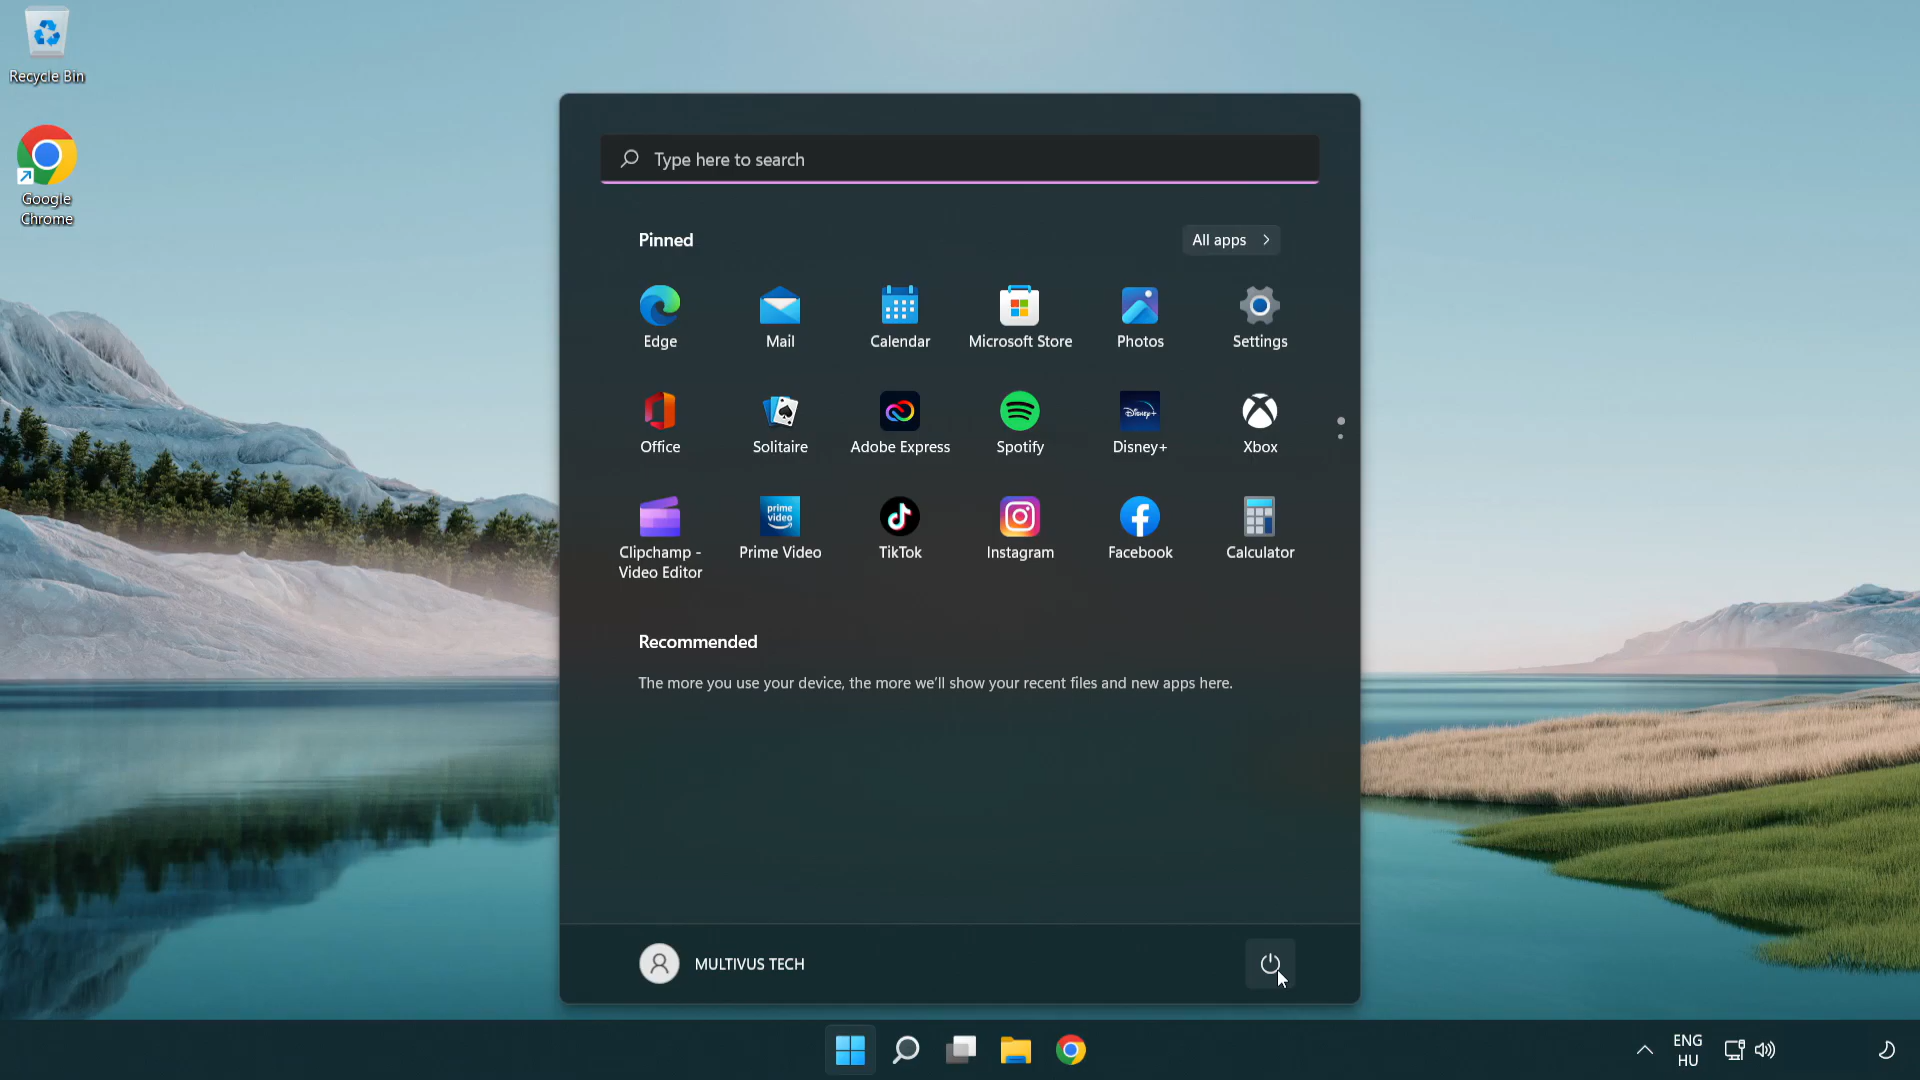 Recycle Bin
Google
Chrome
Type here to search
Pinned
All apps
Edge
Mail
Calendar
Microsoft Store
Photos
Settings
Office
Solitaire
Adobe Express
Spotify
Disney+
Disney+
Xbox
prime
video
Clipchamp -
Video Editor
Prime Video
TikTok
Instagram
Facebook
Calculator
Recommended
The more you use your device, the more we'll show your recent files and new apps here.
MULTIVUS TECH
ENG
HU